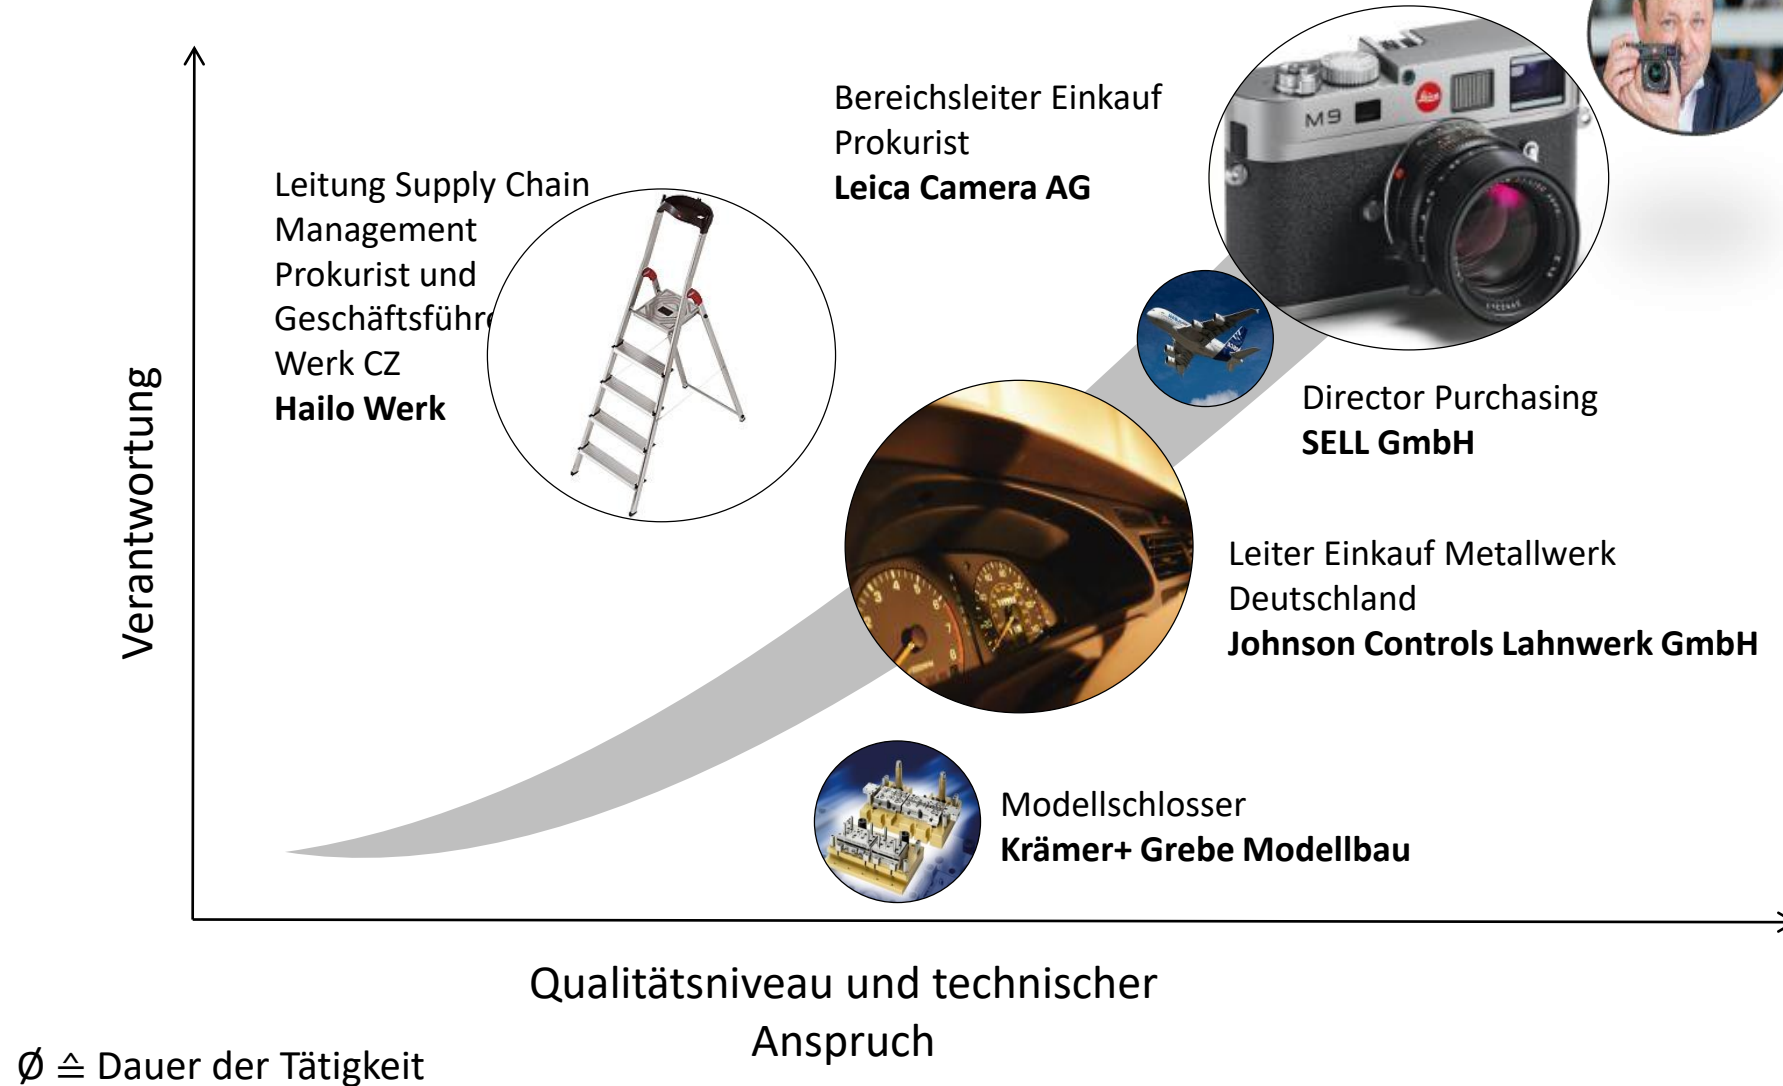 Bereichsleiter Einkauf
Prokurist
Leica Camera AG
M9
Leica
Leitung Supply Chain
Management
Prokurist und
Geschäftsführe
Werk CZ
Hailo Werk
Director Purchasing
SELL GmbH
Leiter Einkauf Metallwerk
Deutschland
Johnson Controls Lahnwerk GmbH
Modellschlosser
Krämer+ Grebe Modellbau
Verantwortung
Qualitätsniveau und technischer
Anspruch
Ø ≙ Dauer der Tätigkeit